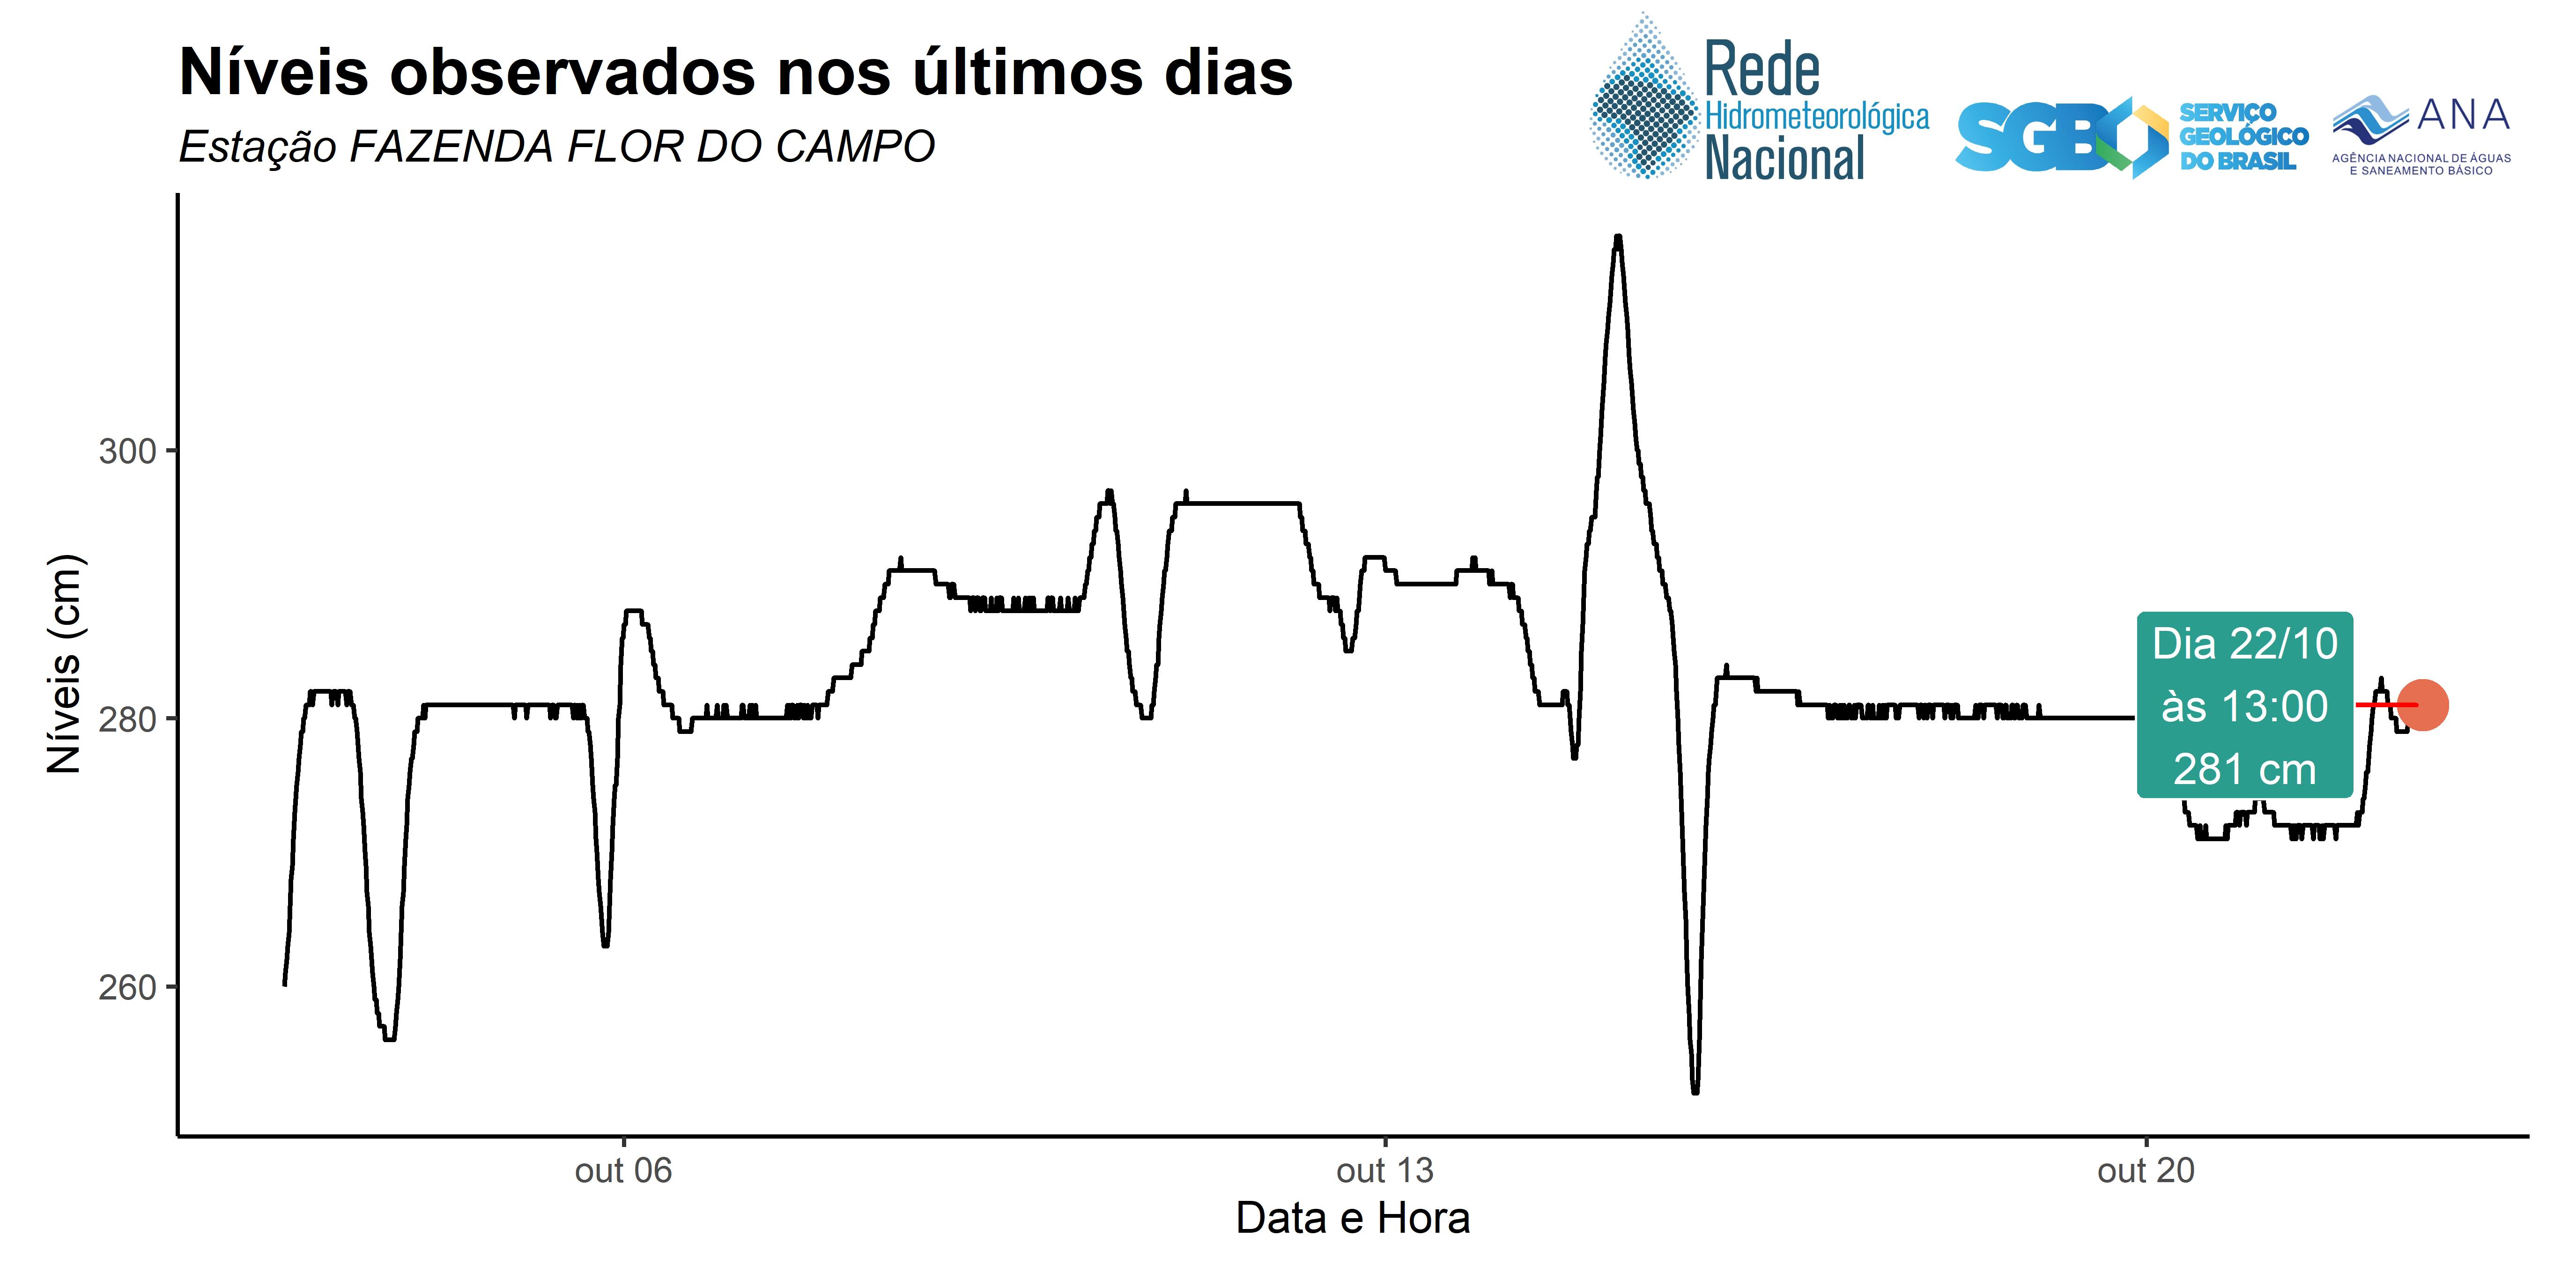 Níveis observados nos últimos dias
Estação FAZENDA FLOR DO CAMPO
Rede
Hidrometeorológica
Nacional
SGB
SERVIÇO
GEOLÓGICO
DO BRASIL
ANA
AGÊNCIA NACIONAL DE ÁGUAS
E SANEAMENTO BÁSICO
Níveis (cm)
300
280
260
Dia 22/10
às 13:00
281 cm
out 06
out 13
out 20
Data e Hora